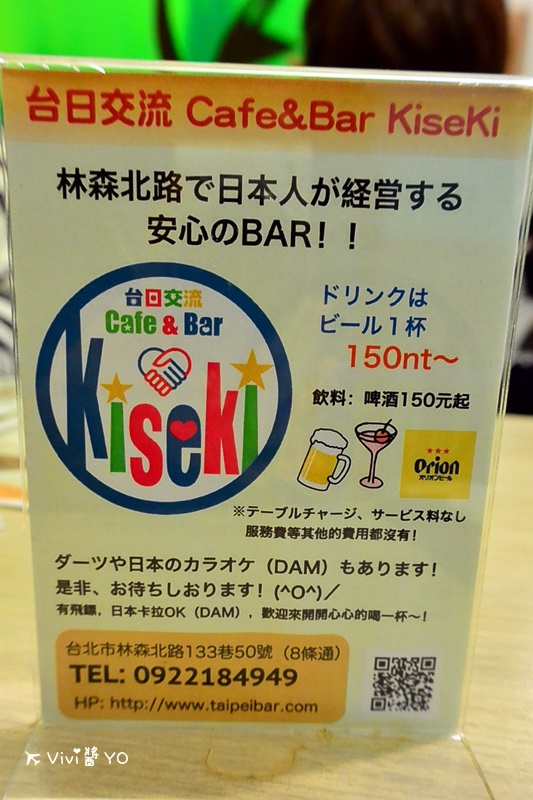 台日交流 Cafe&Bar KiseKi
林森北路で日本人が経営する
安心のBAR！！
台日交流
Cafe & Bar
Kiseki
ドリンクは
ビール１杯
150nt～
飲料：啤酒150元起
Orion
オリオンビール
※テーブルチャージ、サービス料なし
服務費等其他的費用都沒有！
ダーツや日本のカラオケ（DAM）もあります！
是非、お待ちしおります！(^O^)／
有飛鏢，日本卡拉OK（DAM），歡迎來開開心心的喝一杯～！
台北市林森北路133巷50號（8條通）
TEL: 0922184949
HP: http://www.taipeibar.com
Vivi醬YO